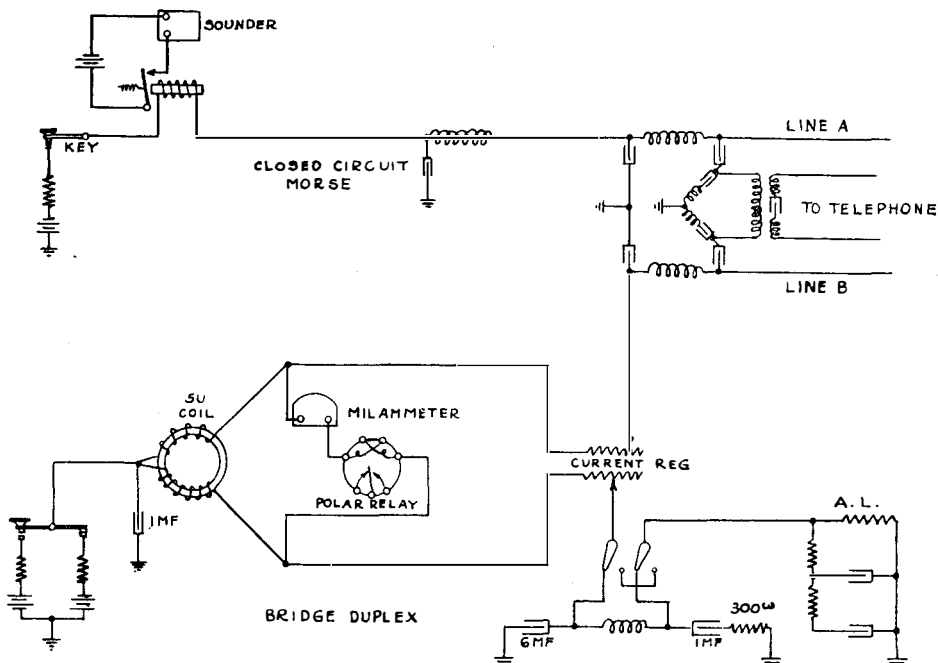 SOUNDER
KEY
CLOSED CIRCUIT
MORSE
LINE A
TO TELEPHONE
LINE B
5U
COIL
MILAMMETER
POLAR RELAY
CURRENT REG
1MF
A.L.
BRIDGE DUPLEX
6MF
1MF
300ω